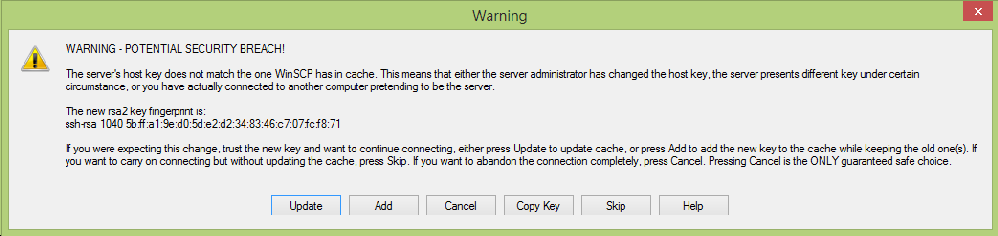 Warning
x
WARNING - POTENTIAL SECURITY BREACH!
The server's host key does not match the one WinSCP has in cache. This means that either the server administrator has changed the host key, the server presents different key under certain
circumstance, or you have actually connected to another computer pretending to be the server.
The new rsa2 key fingerprint is:
ssh-rsa 1040 5b:ff:a1:9e:d0:5d:e2:d2:34:83:46:c7:07:fc:f8:71
If you were expecting this change, trust the new key and want to continue connecting, either press Update to update cache, or press Add to add the new key to the cache while keeping the old one(s). If
you want to carry on connecting but without updating the cache, press Skip. If you want to abandon the connection completely, press Cancel. Pressing Cancel is the ONLY guaranteed safe choice.
Update Add Cancel Copy Key Skip Help